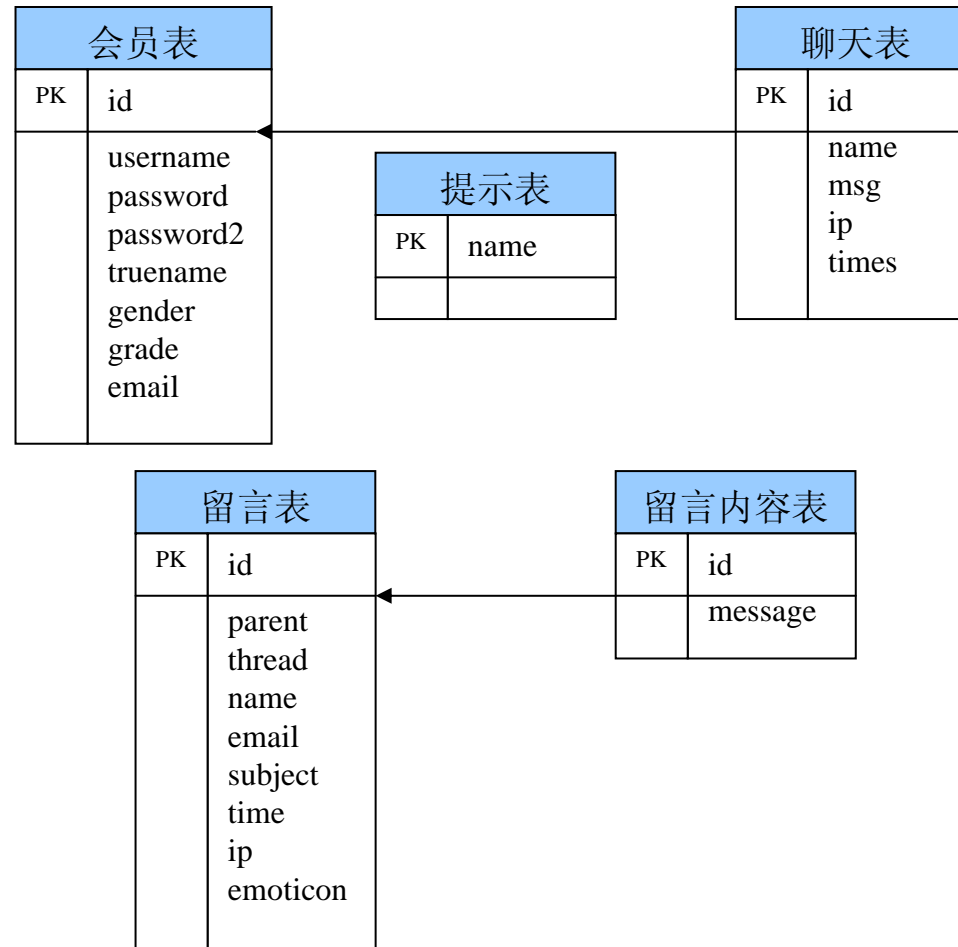 会员表
PK id
username
password
password2
truename
gender
grade
email
聊天表
PK id
name
msg
ip
times
提示表
PK name
留言表
PK id
parent
thread
name
email
subject
time
ip
emoticon
留言内容表
PK id
message